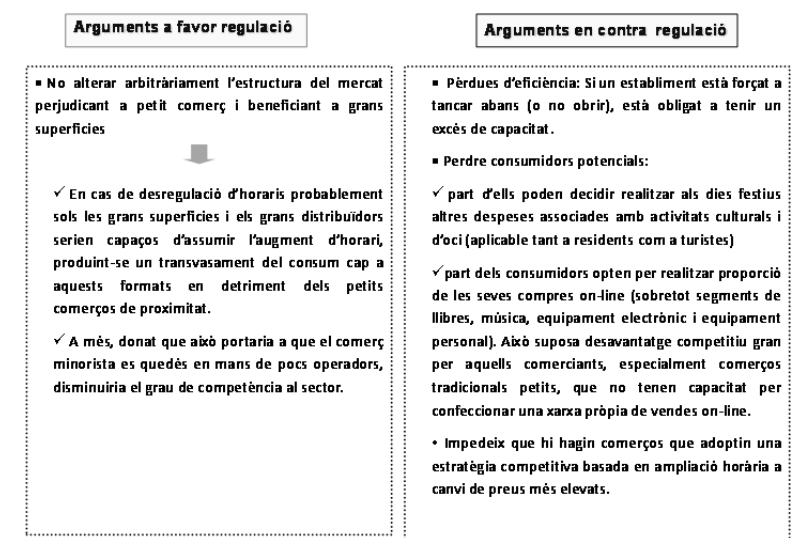 Arguments a favor regulació
▪ No alterar arbitràriament l'estructura del mercat
perjudicant a petit comerç i beneficiant a grans
superfícies
✓ En cas de desregulació d'horaris probablement
sols les grans superfícies i els grans distribuïdors
serien capaços d'assumir l'augment d'horari,
produint-se un transvasament del consum cap a
aquests formats en detriment dels petits
comerços de proximitat.
✓ A més, donat que això portaria a que el comerç
minorista es quedés en mans de pocs operadors,
disminuiria el grau de competència al sector.
Arguments en contra regulació
▪ Pèrdues d'eficiència: Si un establiment està forçat a
tancar abans (o no obrir), està obligat a tenir un
excés de capacitat.
▪ Perdre consumidors potencials:
✓ part d'ells poden decidir realitzar als dies festius
altres despeses associades amb activitats culturals i
d'oci (aplicable tant a residents com a turistes)
✓ part dels consumidors opten per realitzar proporció
de les seves compres on-line (sobretot segments de
llibres, música, equipament electrònic i equipament
personal). Això suposa desavantatge competitiu gran
per aquells comerciants, especialment comerços
tradicionals petits, que no tenen capacitat per
confeccionar una xarxa pròpia de vendes on-line.
• Impedeix que hi hagin comerços que adoptin una
estratègia competitiva basada en ampliació horària a
canvi de preus més elevats.